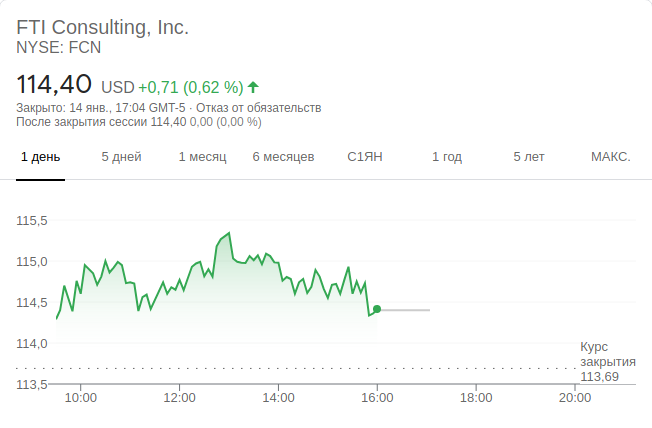 FTI Consulting, Inc.
NYSE: FCN
114,40 USD +0,71 (0,62 %)
Закрыто: 14 янв., 17:04 GMT-5 · Отказ от обязательств
После закрытия сессии 114,40 0,00 (0,00 %)
1 день 5 дней 1 месяц 6 месяцев С1ЯН 1 год 5 лет МАКС.
115,5
115,0
114,5
114,0
Курс
закрытия
113,69
113,5
10:00 12:00 14:00 16:00 18:00 20:00